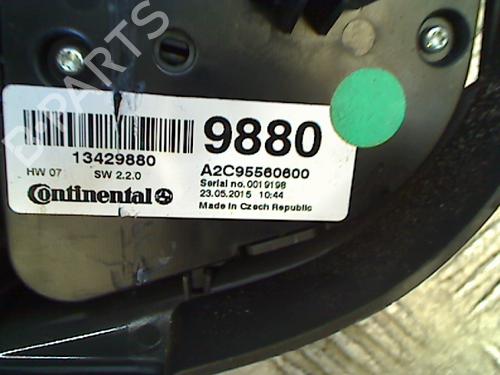 B-PARTS
13429880
9880
HW 07 SW 2.2.0
A2C95560600
Serial no. 0019198
23.05.2015 10:44
Continental
Made in Czech Republic